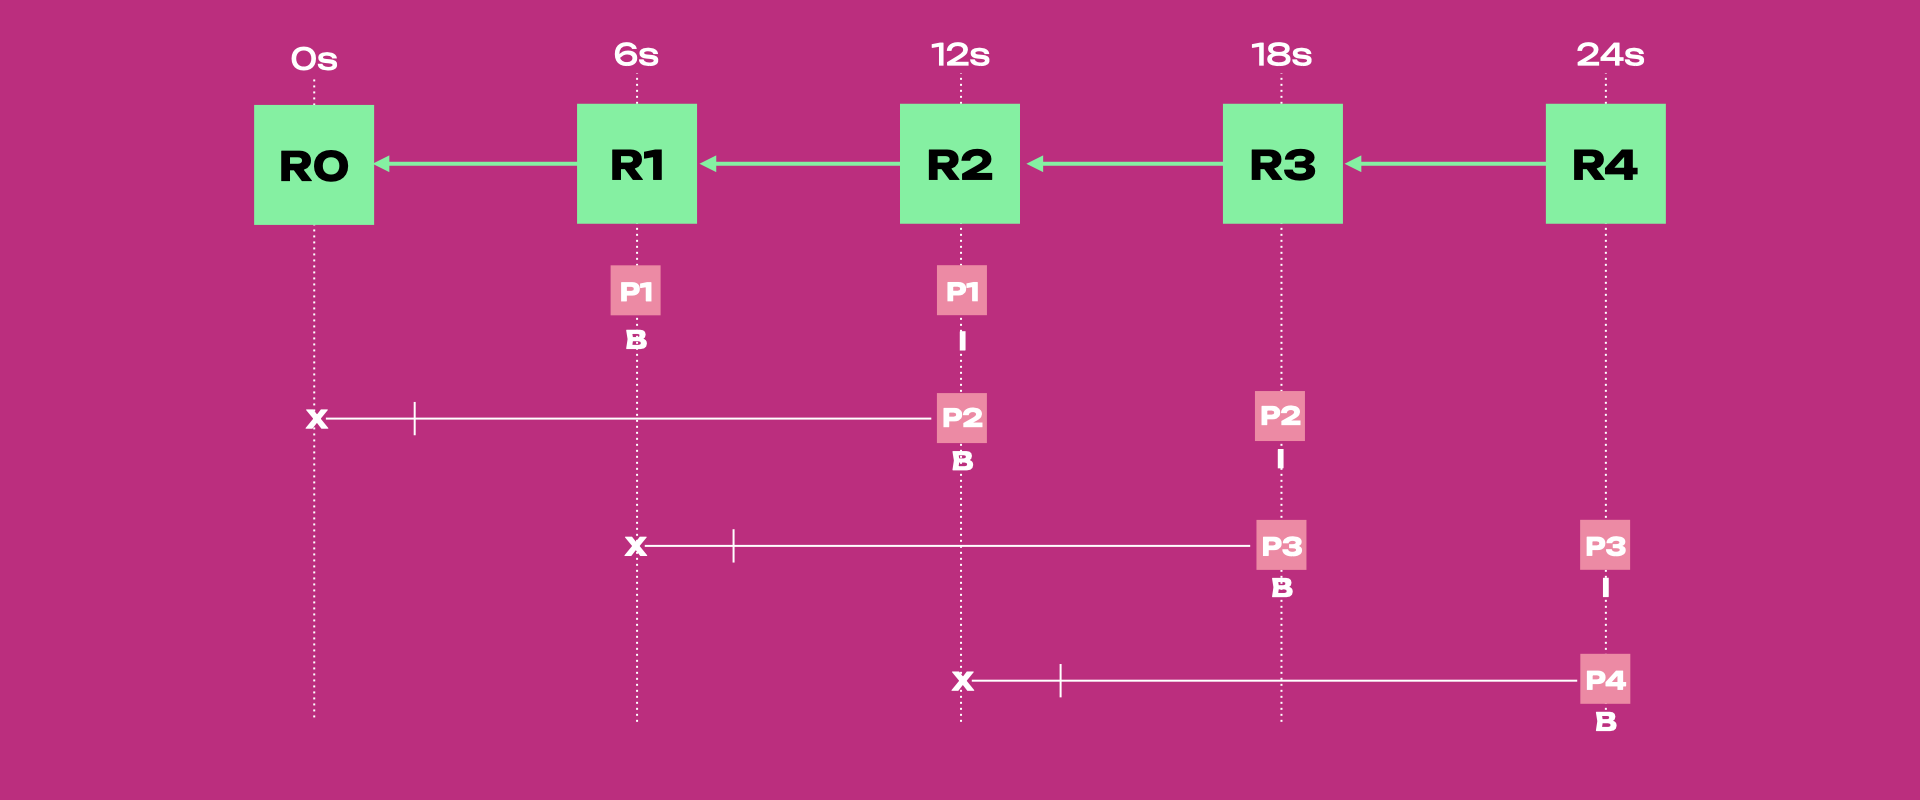 0s 6s 12s 18s 24s
R0 R1 R2 R3 R4
P1 P1
B I
x P2 P2
B I
x P3 P3
B I
x P4
B